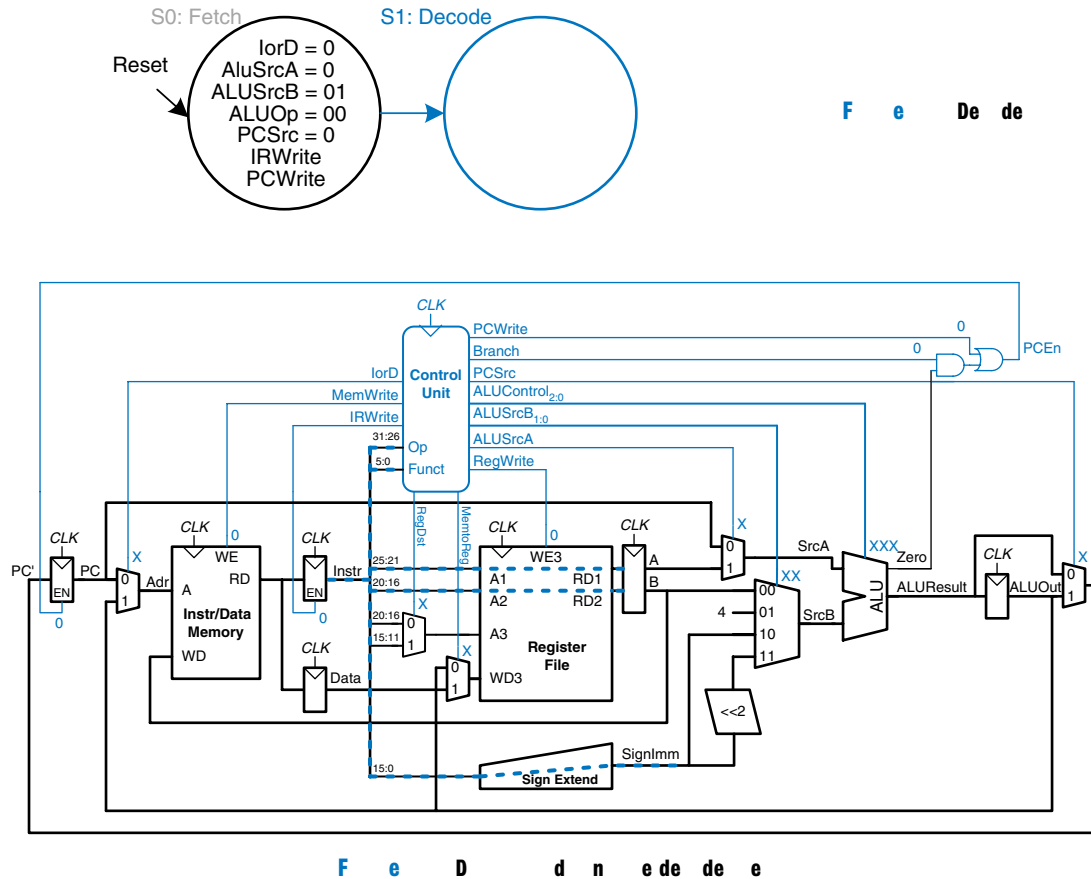 S0: Fetch
S1: Decode
Reset
IorD = 0
AluSrcA = 0
ALUSrcB = 01
ALUOp = 00
PCSrc = 0
IRWrite
PCWrite
F e De de
CLK
PCWrite
0
Branch
0
PCEn
IorD
Control
Unit
PCSrc
MemWrite
ALUControl2:0
IRWrite
ALUSrcB1:0
31:26
Op
ALUSrcA
5:0
Funct
RegWrite
RegDst
MemtoReg
CLK
X
CLK
0
CLK
CLK
0
CLK
X
XXX
CLK
X
PC'
PC
EN
0
0
1
Adr
WE
A
RD
Instr/Data
Memory
WD
EN
0
Instr
25:21
20:16
20:16
15:11
X
0
1
WE3
A1
RD1
A2
RD2
A3
Register
File
WD3
X
0
1
A
B
0
1
SrcA
XX
00
4
01
10
11
SrcB
ALU
Zero
ALUResult
ALUOut
0
1
CLK
Data
<<2
15:0
Sign Extend
SignImm
F e D d n e de de e